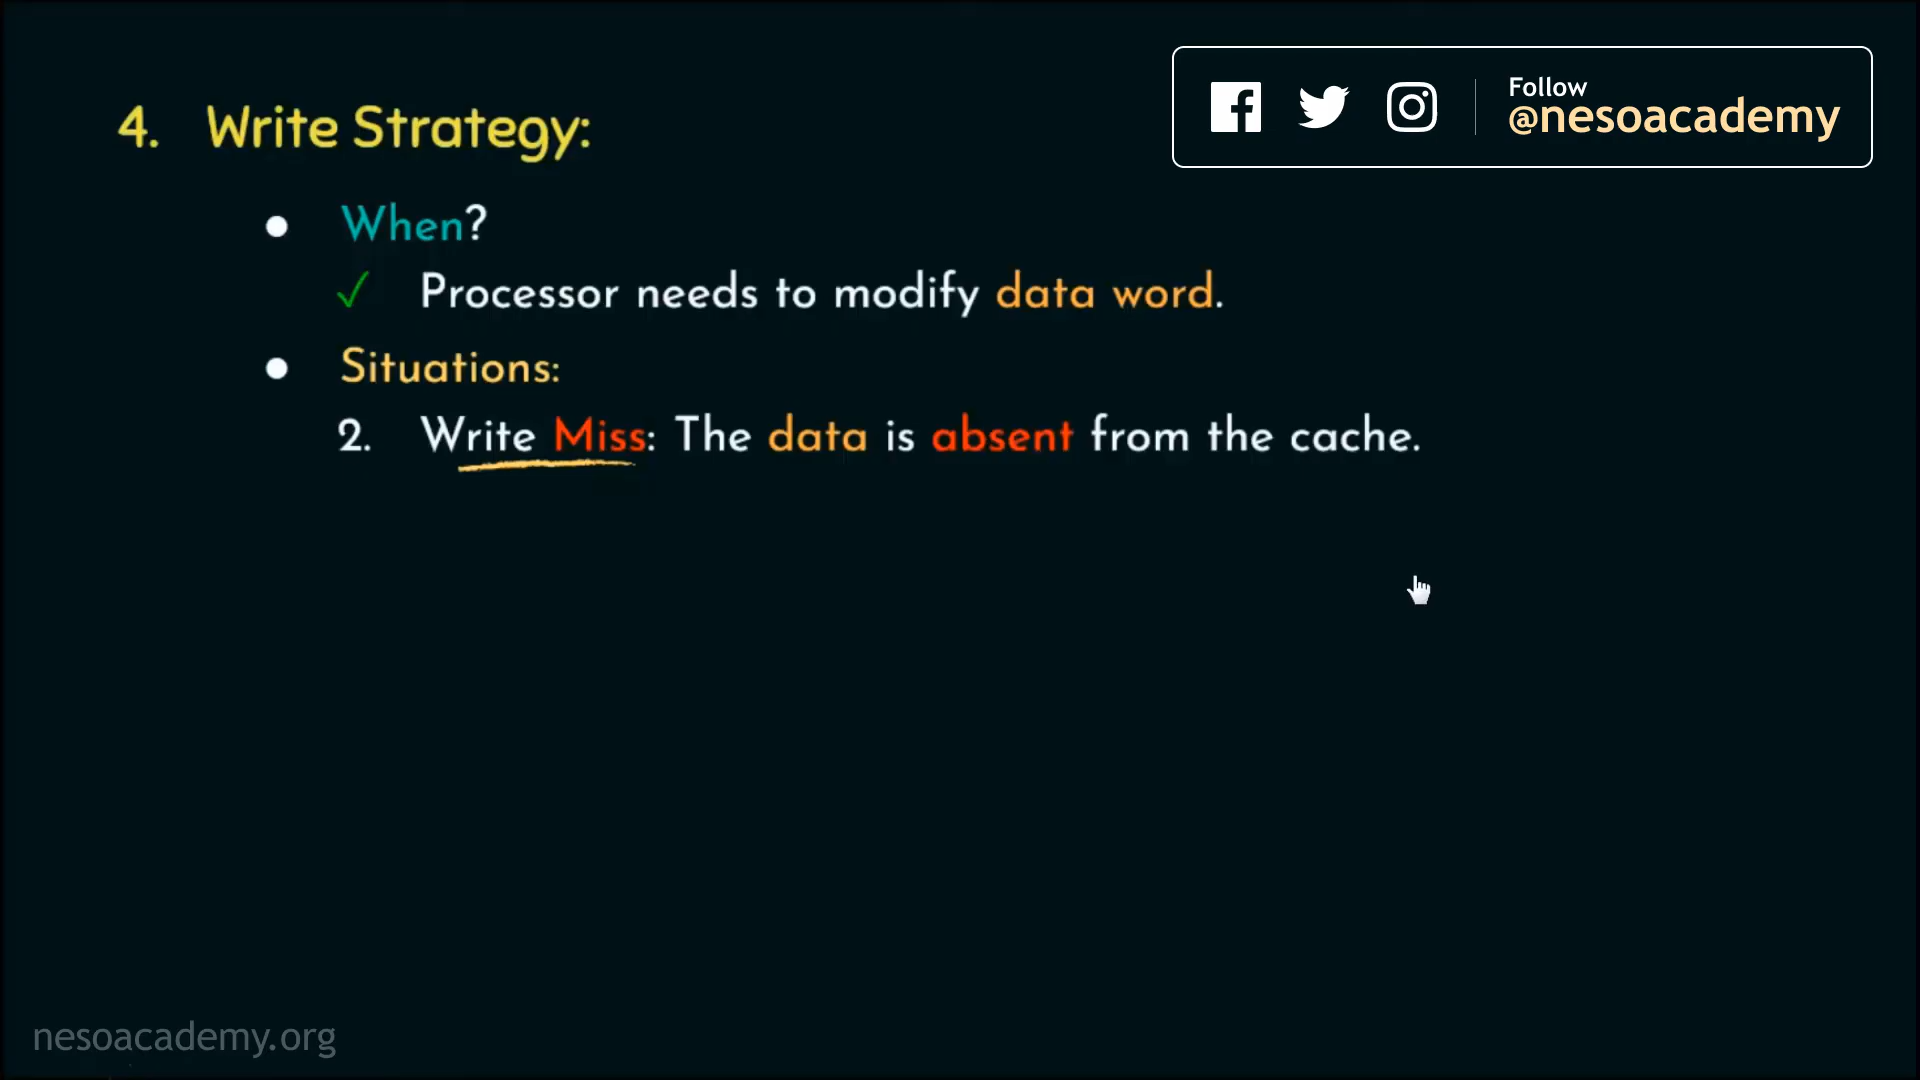 4. Write Strategy:
Follow
@nesoacademy
● When?
✓ Processor needs to modify data word.
● Situations:
2. Write Miss: The data is absent from the cache.
nesoacademy.org